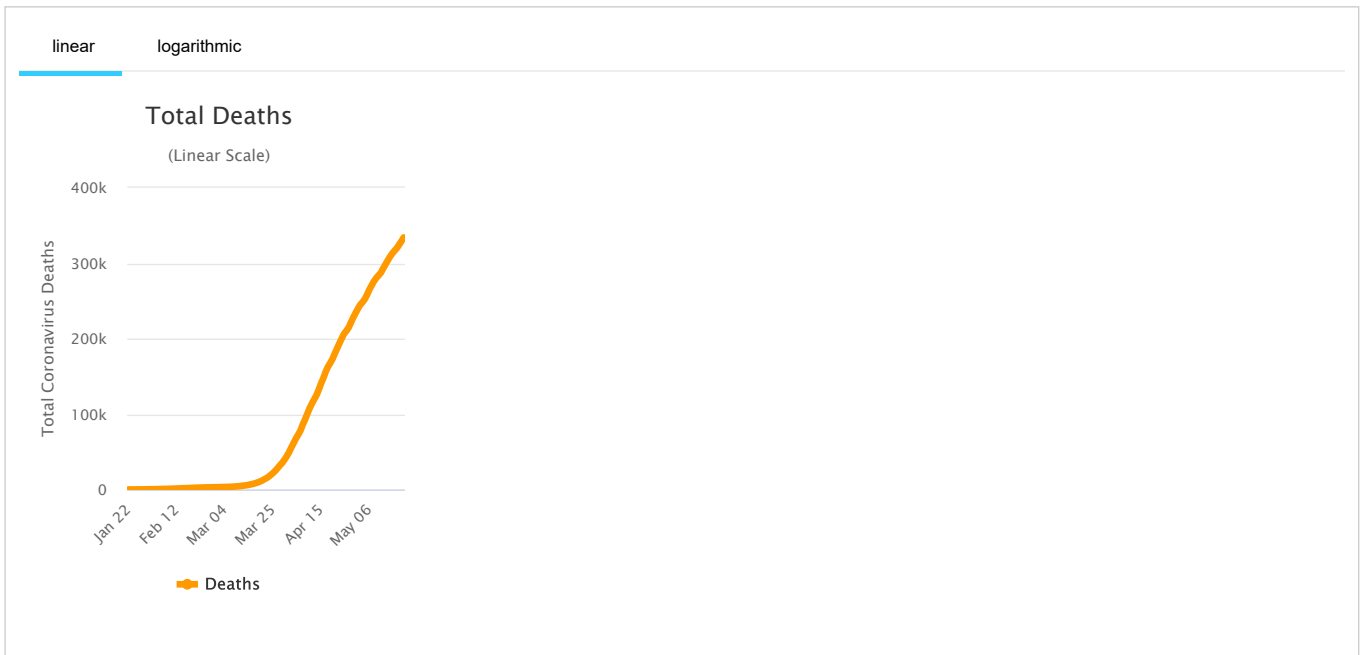 linear logarithmic
Total Deaths
(Linear Scale)
Total Coronavirus Deaths
400k
300k
200k
100k
0
Jan 22 Feb 12 Mar 04 Mar 25 Apr 15 May 06
Deaths